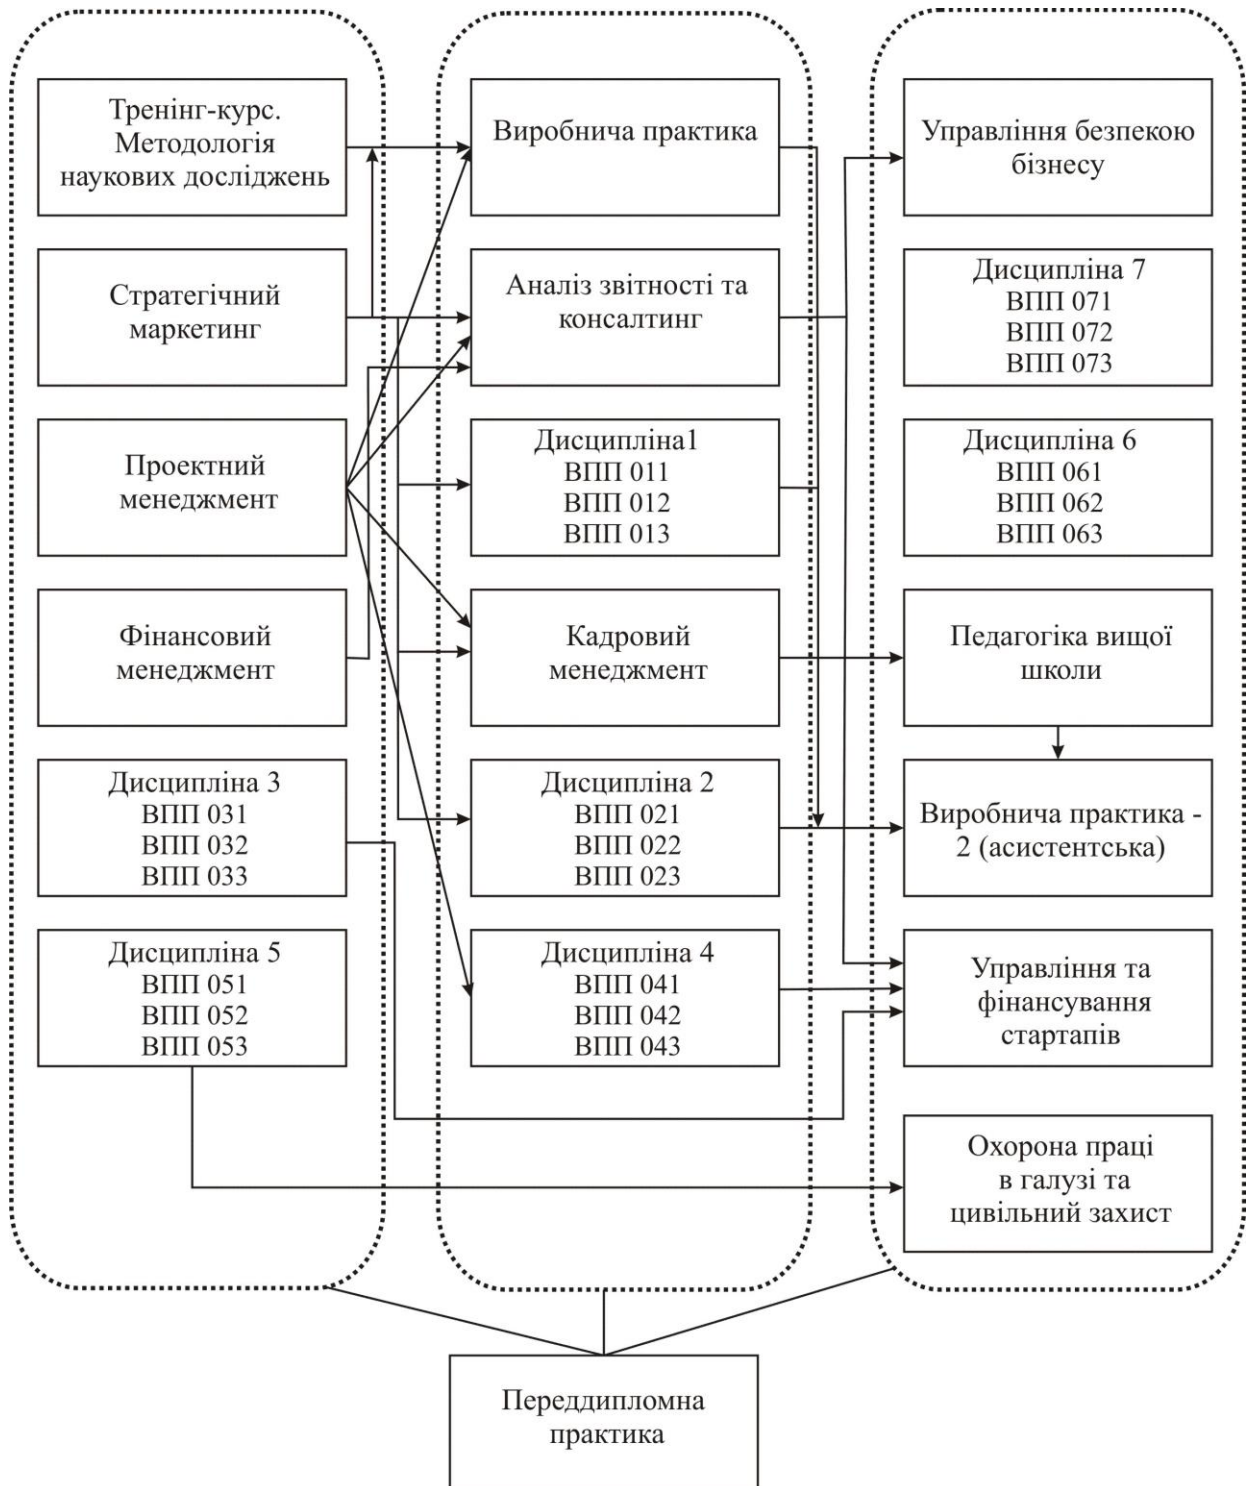 Тренінг-курс.
Методологія
наукових досліджень
Стратегічний
маркетинг
Проектний
менеджмент
Фінансовий
менеджмент
Дисципліна 3
ВПП 031
ВПП 032
ВПП 033
Дисципліна 5
ВПП 051
ВПП 052
ВПП 053
Виробнича практика
Аналіз звітності та
консалтинг
Дисципліна1
ВПП 011
ВПП 012
ВПП 013
Кадровий
менеджмент
Дисципліна 2
ВПП 021
ВПП 022
ВПП 023
Дисципліна 4
ВПП 041
ВПП 042
ВПП 043
Управління безпекою
бізнесу
Дисципліна 7
ВПП 071
ВПП 072
ВПП 073
Дисципліна 6
ВПП 061
ВПП 062
ВПП 063
Педагогіка вищої
школи
Виробнича практика -
2 (асистентська)
Управління та
фінансування
стартапів
Охорона праці
в галузі та
цивільний захист
Переддипломна
практика